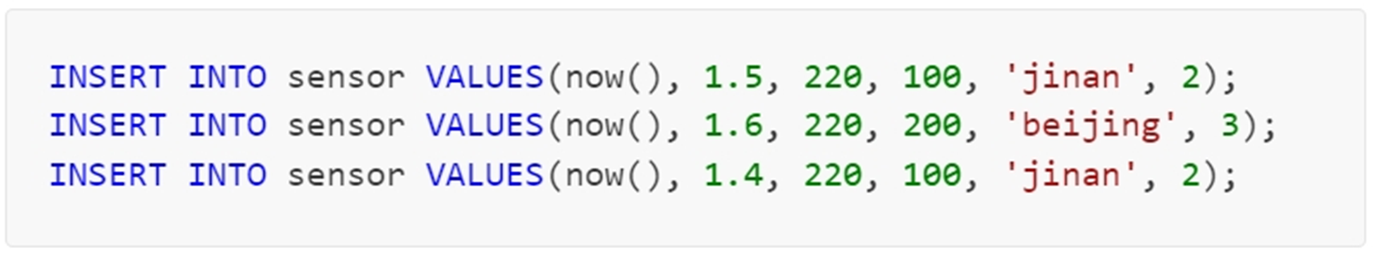 INSERT INTO sensor VALUES(now(), 1.5, 220, 100, 'jinan', 2);
INSERT INTO sensor VALUES(now(), 1.6, 220, 200, 'beijing', 3);
INSERT INTO sensor VALUES(now(), 1.4, 220, 100, 'jinan', 2);